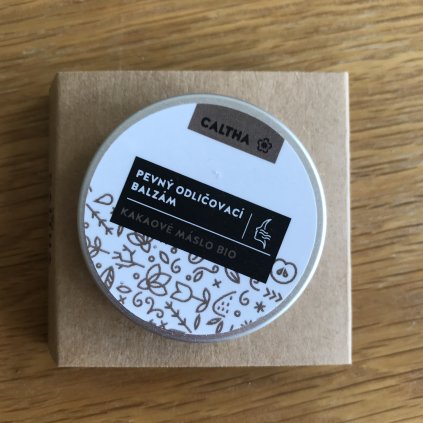 CALTHA
PEVNÝ ODLIČOVACÍ
BALZÁM
KAKAOVÉ MÁSLO BIO